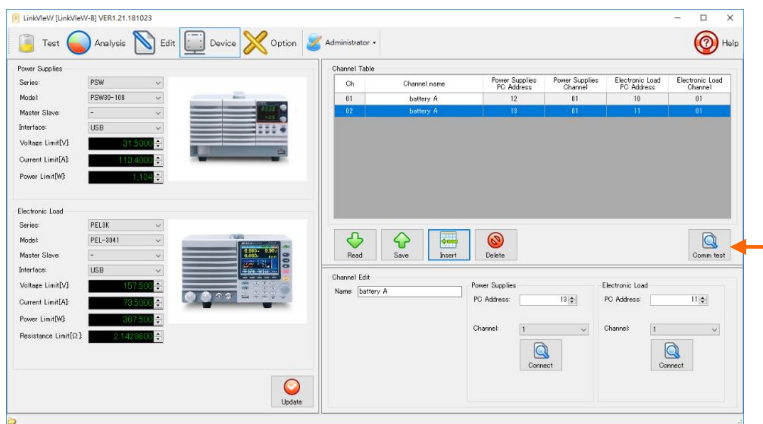 LinkVIeW [LinkVIeW-B] VER1.21.181023
Test Analysis Edit Device Option Administrator Help
Power Supplies
Series: PSW
Model: PSW30-108
Master Slave: -
Interface: USB
Voltage Limit[V]: 31.5000
Current Limit[A]: 113.4000
Power Limit[W]: 1,134
Electronic Load
Series: PEL3K
Model: PEL-3041
Master Slave: -
Interface: USB
Voltage Limit[V]: 157.500
Current Limit[A]: 73.5000
Power Limit[W]: 367.500
Resistance Limit[Ω]: 2.1428600
Update
Channel Table
Ch Channel name Power Supplies PC Address Power Supplies Channel Electronic Load PC Address Electronic Load Channel
01 battery A 12 01 10 01
02 battery A 13 01 11 01
Read Save Insert Delete Comm test
Channel Edit
Name: battery A
Power Supplies
PC Address: 13
Channel: 1
Connect
Electronic Load
PC Address: 11
Channel: 1
Connect